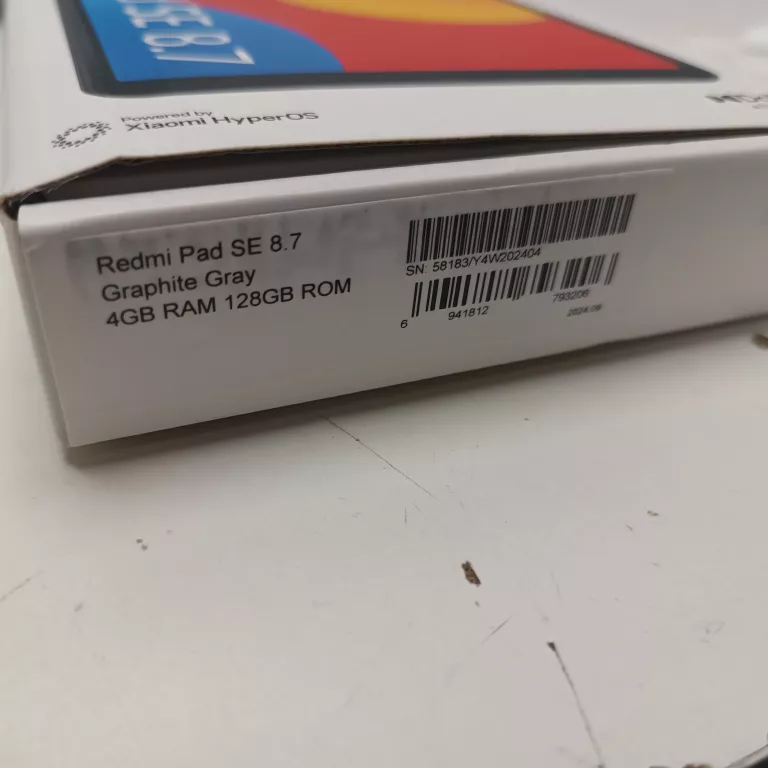 SE 8.7
Powered by
Xiaomi HyperOS
Redmi Pad SE 8.7
Graphite Gray
4GB RAM 128GB ROM
SN: 58183/Y4W202404
6 941812 793208
2024.08